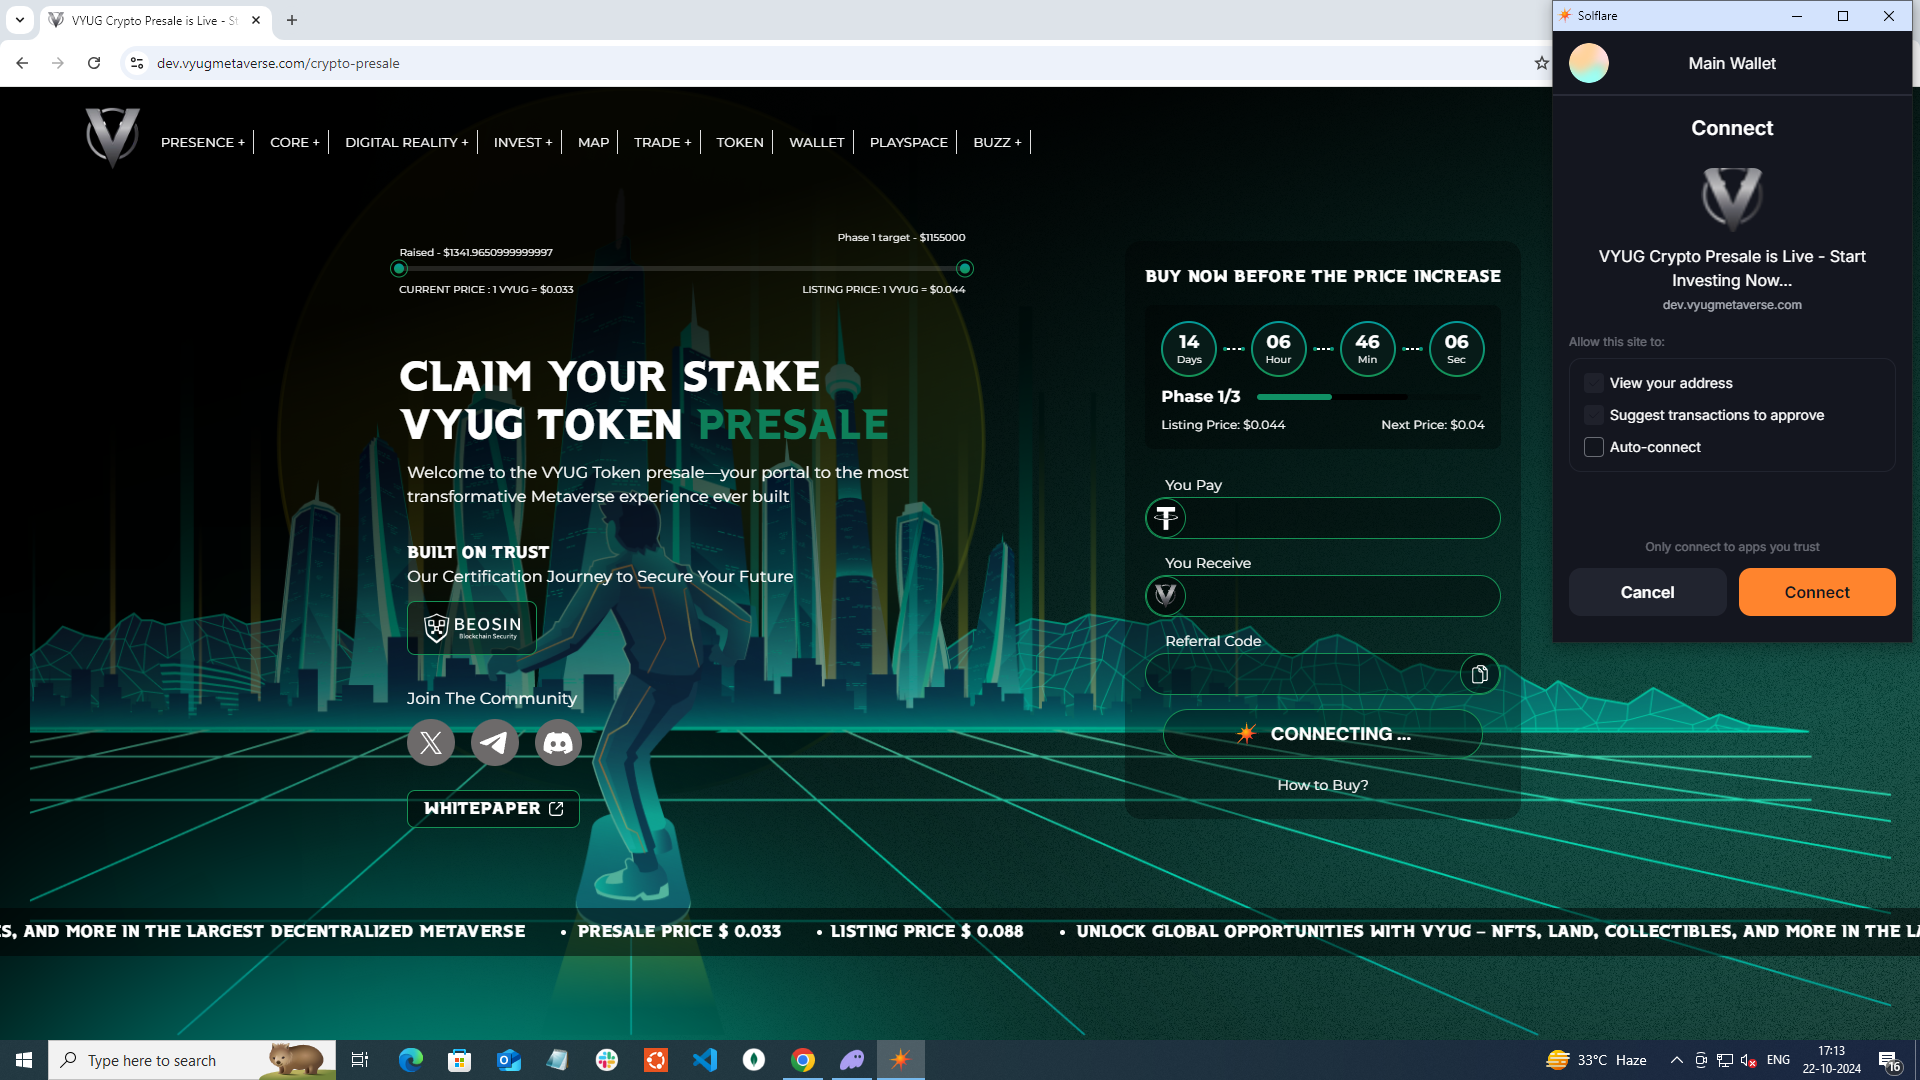 VYUG Crypto Presale is Live - St
dev.vyugmetaverse.com/crypto-presale
PRESENCE +
CORE +
DIGITAL REALITY +
INVEST +
MAP
TRADE +
TOKEN
WALLET
PLAYSPACE
BUZZ +
Phase 1 target - $1155000
Raised - $1341.9650999999997
CURRENT PRICE : 1 VYUG = $0.033
LISTING PRICE: 1 VYUG = $0.044
CLAIM YOUR STAKE
VYUG TOKEN PRESALE
Welcome to the VYUG Token presale—your portal to the most
transformative Metaverse experience ever built
BUILT ON TRUST
Our Certification Journey to Secure Your Future
BEOSIN
Blockchain Security
Join The Community
WHITEPAPER
BUY NOW BEFORE THE PRICE INCREASE
14 06 46 06
Days Hour Min Sec
Phase 1/3
Listing Price: $0.044 Next Price: $0.04
You Pay
You Receive
Referral Code
CONNECTING ...
How to Buy?
Solflare
Main Wallet
Connect
VYUG Crypto Presale is Live - Start
Investing Now...
dev.vyugmetaverse.com
Allow this site to:
View your address
Suggest transactions to approve
Auto-connect
Only connect to apps you trust
Cancel Connect
S, AND MORE IN THE LARGEST DECENTRALIZED METAVERSE • PRESALE PRICE $ 0.033 • LISTING PRICE $ 0.088 • UNLOCK GLOBAL OPPORTUNITIES WITH VYUG – NFTS, LAND, COLLECTIBLES, AND MORE IN THE LA
Type here to search
33°C Haze
ENG
17:13
22-10-2024
16